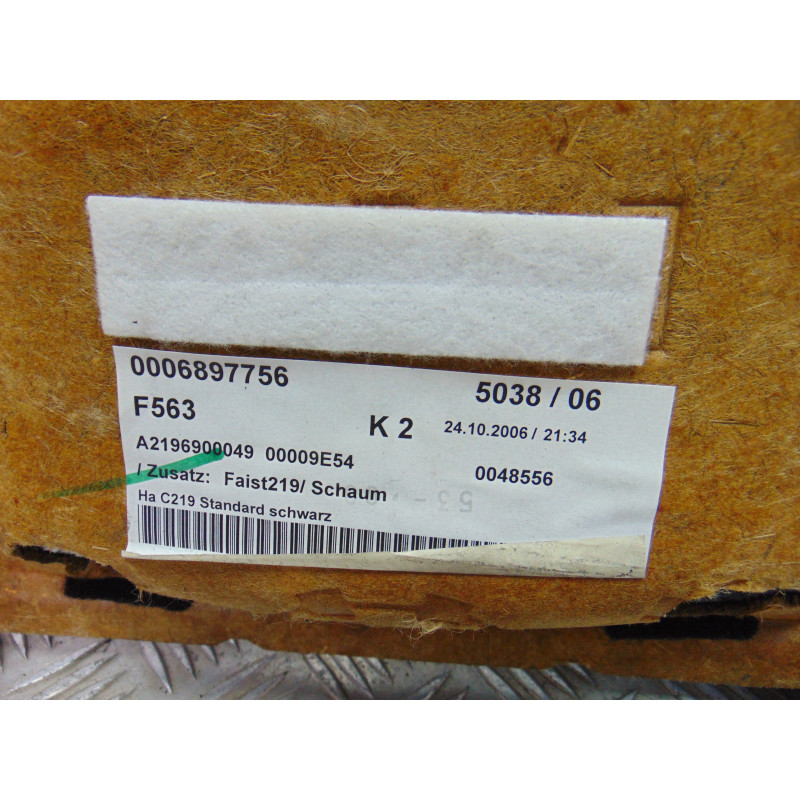 0006897756
5038 / 06
F563
K 2
24.10.2006 / 21:34
A2196900049 00009E54
0048556
/ Zusatz: Faist219/ Schaum
Ha C219 Standard schwarz